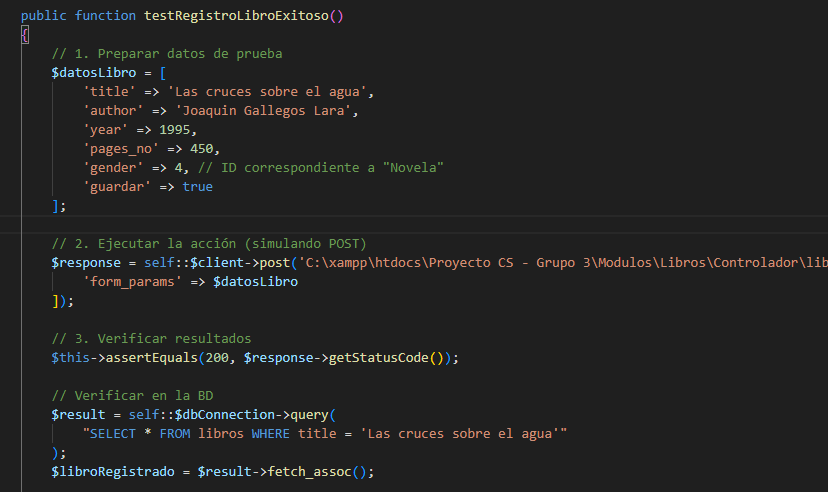 public function testRegistroLibroExitoso()
{
// 1. Preparar datos de prueba
$datosLibro = [
'title' => 'Las cruces sobre el agua',
'author' => 'Joaquin Gallegos Lara',
'year' => 1995,
'pages_no' => 450,
'gender' => 4, // ID correspondiente a "Novela"
'guardar' => true
];
// 2. Ejecutar la acción (simulando POST)
$response = self::$client->post('C:\xampp\htdocs\Proyecto CS - Grupo 3\Modulos\Libros\Controlador\lib
'form_params' => $datosLibro
]);
// 3. Verificar resultados
$this->assertEquals(200, $response->getStatusCode());
// Verificar en la BD
$result = self::$dbConnection->query(
"SELECT * FROM libros WHERE title = 'Las cruces sobre el agua'"
);
$libroRegistrado = $result->fetch_assoc();